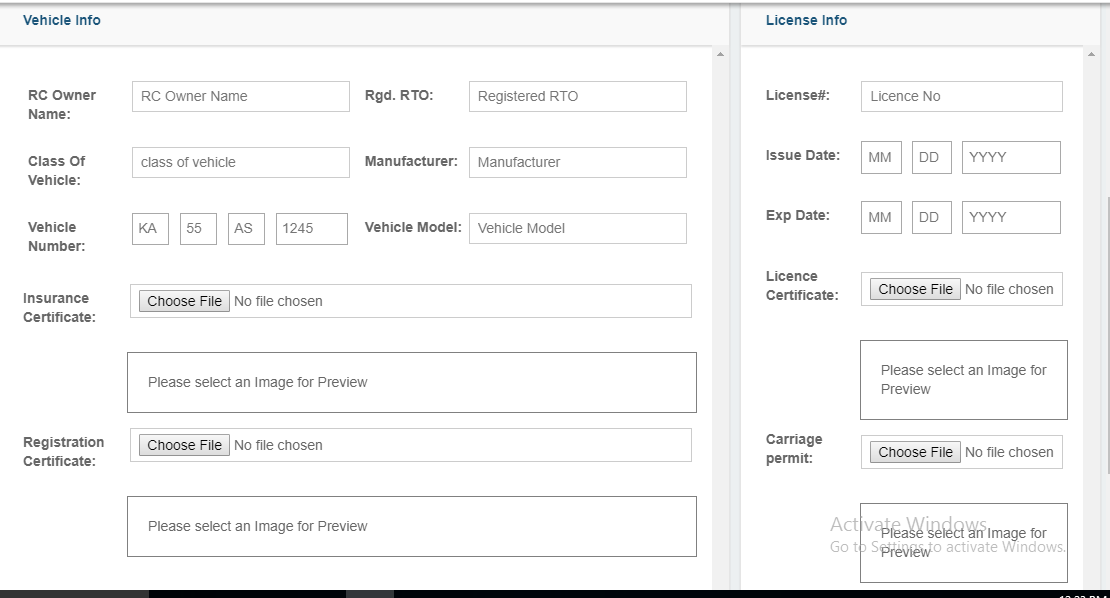 Vehicle Info
RC Owner Name:
RC Owner Name
Rgd. RTO:
Registered RTO
Class Of Vehicle:
class of vehicle
Manufacturer:
Manufacturer
Vehicle Number:
KA
55
AS
1245
Vehicle Model:
Vehicle Model
Insurance Certificate:
Choose File No file chosen
Please select an Image for Preview
Registration Certificate:
Choose File No file chosen
Please select an Image for Preview
License Info
License#:
Licence No
Issue Date:
MM
DD
YYYY
Exp Date:
MM
DD
YYYY
Licence Certificate:
Choose File No file chosen
Please select an Image for
Preview
Carriage permit:
Choose File No file chosen
Please select an Image for
Preview
Activate Windows
Go to Settings to activate Windows.